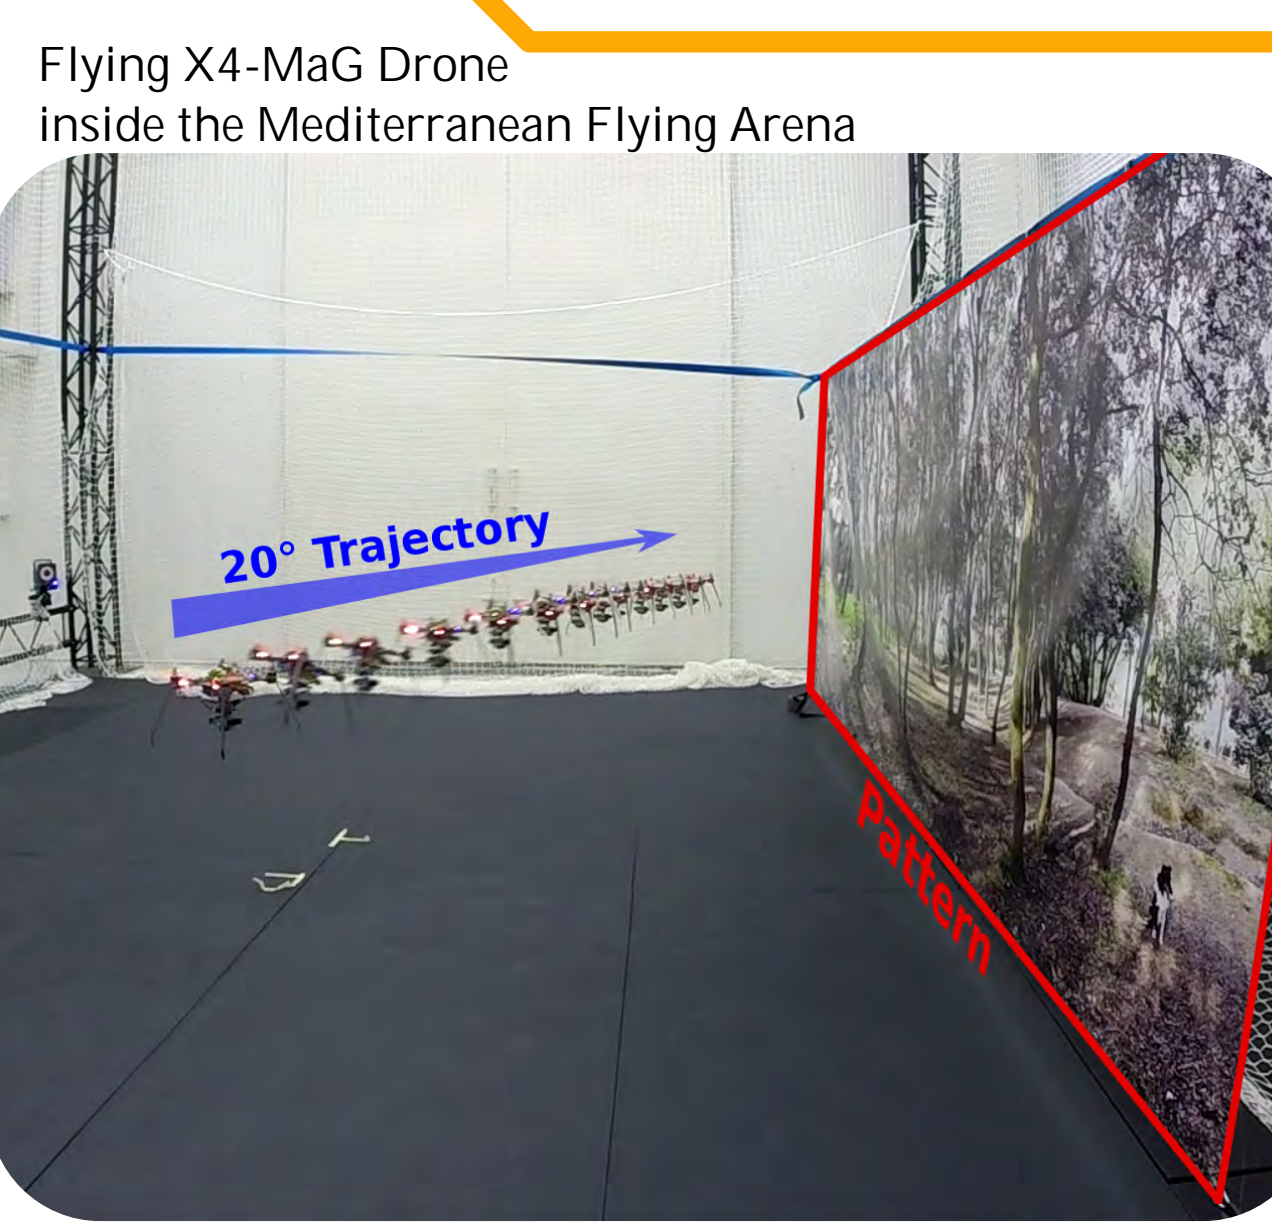 Flying X4-MaG Drone
inside the Mediterranean Flying Arena
20° Trajectory
Pattern